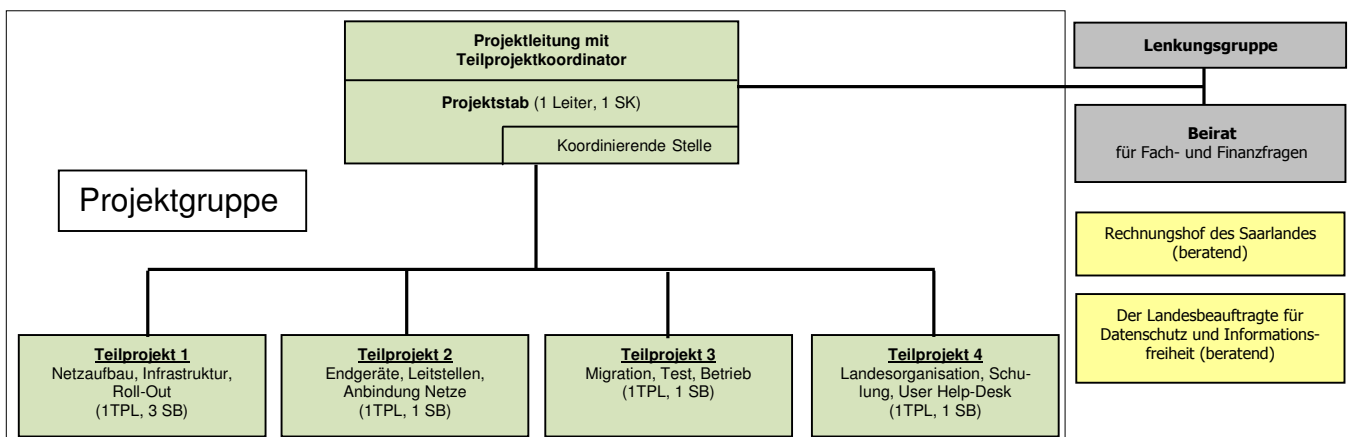 Projektleitung mit
Teilprojektkoordinator
Projektstab (1 Leiter, 1 SK)
Koordinierende Stelle
Projektgruppe
Teilprojekt 1
Netzaufbau, Infrastruktur,
Roll-Out
(1TPL, 3 SB)
Teilprojekt 2
Endgeräte, Leitstellen,
Anbindung Netze
(1TPL, 1 SB)
Teilprojekt 3
Migration, Test, Betrieb
(1TPL, 1 SB)
Teilprojekt 4
Landesorganisation, Schu-
lung, User Help-Desk
(1TPL, 1 SB)
Lenkungsgruppe
Beirat
für Fach- und Finanzfragen
Rechnungshof des Saarlandes
(beratend)
Der Landesbeauftragte für
Datenschutz und Informations-
freiheit (beratend)